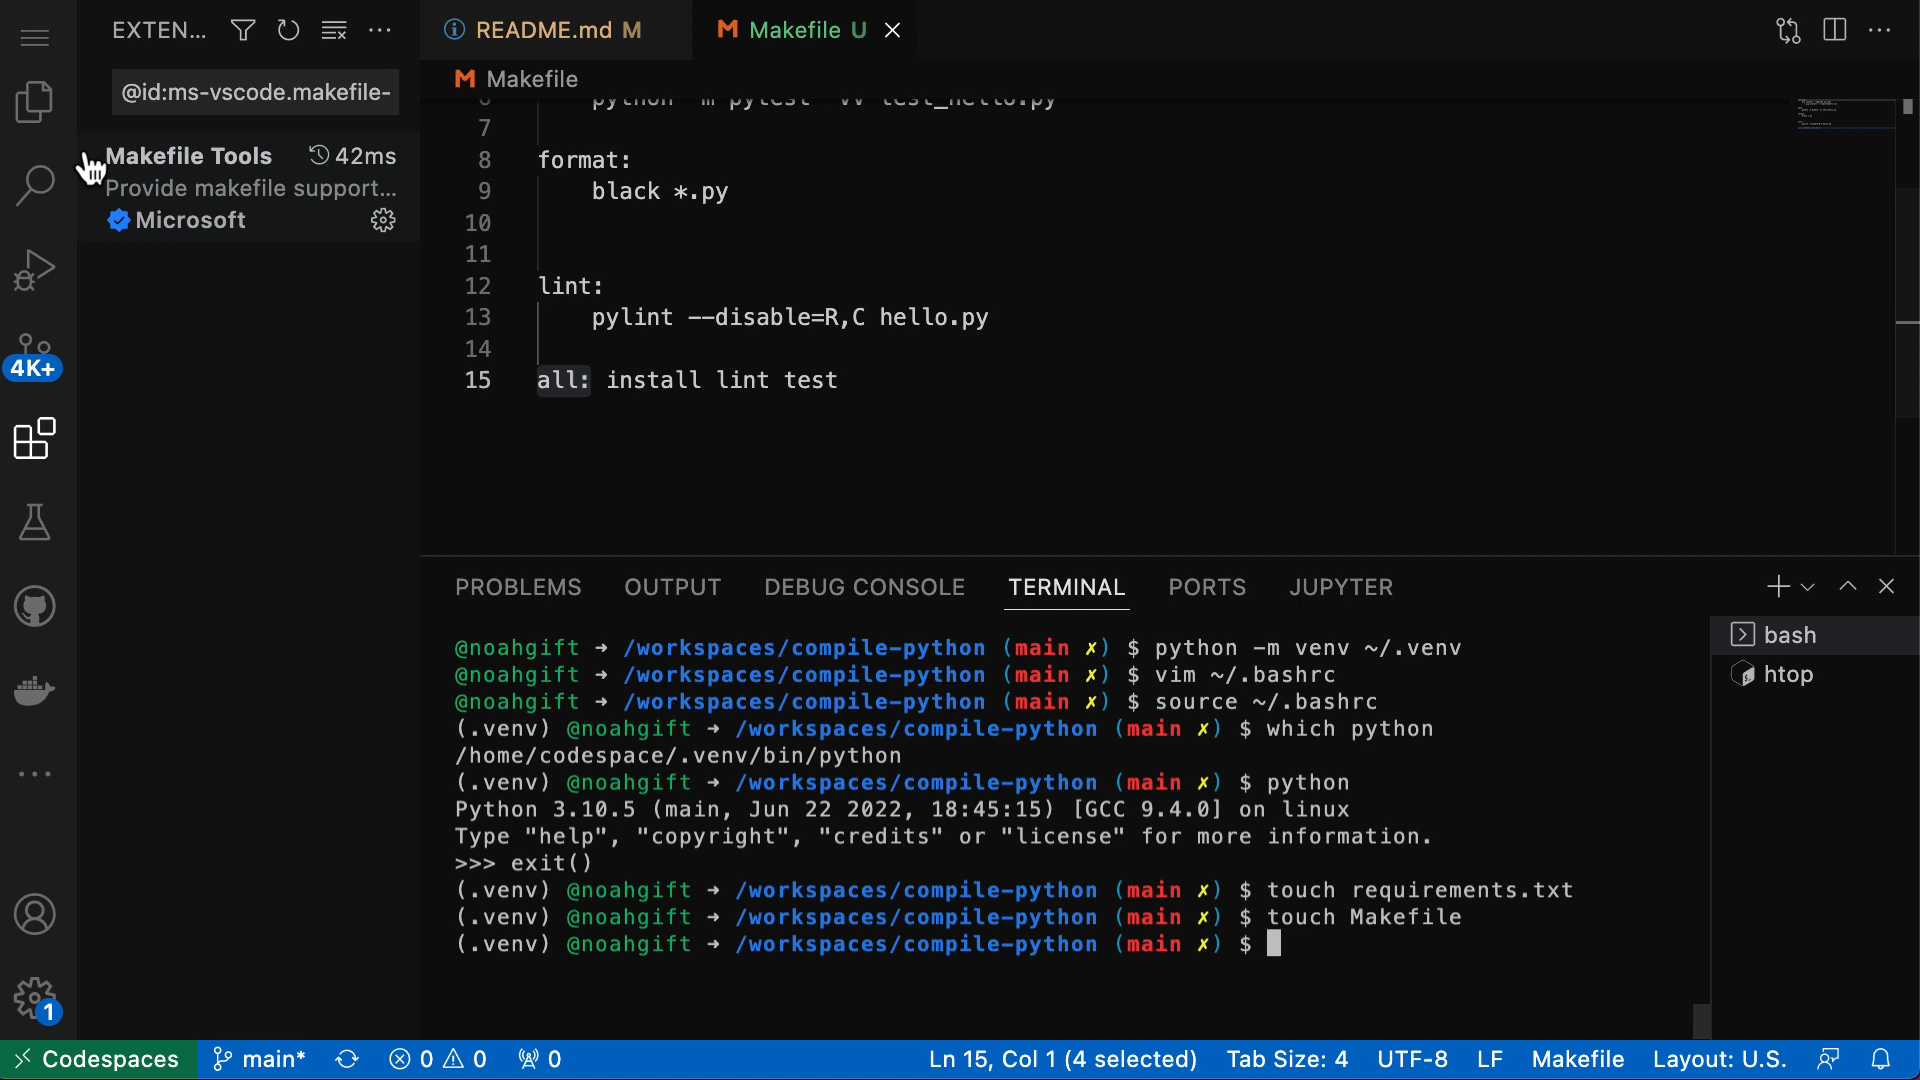 EXTEN...
@id:ms-vscode.makefile-
Makefile Tools 42ms
Provide makefile support...
Microsoft
4K+
1
README.md M
Makefile U
Makefile
6 python -m pytest -vv test_hello.py
7
8 format:
9 black *.py
10
11
12 lint:
13 pylint --disable=R,C hello.py
14
15 all: install lint test
PROBLEMS OUTPUT DEBUG CONSOLE TERMINAL PORTS JUPYTER
@noahgift ➜ /workspaces/compile-python (main ✗) $ python -m venv ~/.venv
@noahgift ➜ /workspaces/compile-python (main ✗) $ vim ~/.bashrc
@noahgift ➜ /workspaces/compile-python (main ✗) $ source ~/.bashrc
(.venv) @noahgift ➜ /workspaces/compile-python (main ✗) $ which python
/home/codespace/.venv/bin/python
(.venv) @noahgift ➜ /workspaces/compile-python (main ✗) $ python
Python 3.10.5 (main, Jun 22 2022, 18:45:15) [GCC 9.4.0] on linux
Type "help", "copyright", "credits" or "license" for more information.
>>> exit()
(.venv) @noahgift ➜ /workspaces/compile-python (main ✗) $ touch requirements.txt
(.venv) @noahgift ➜ /workspaces/compile-python (main ✗) $ touch Makefile
(.venv) @noahgift ➜ /workspaces/compile-python (main ✗) $
bash
htop
Codespaces main* 0 0 0 Ln 15, Col 1 (4 selected) Tab Size: 4 UTF-8 LF Makefile Layout: U.S.